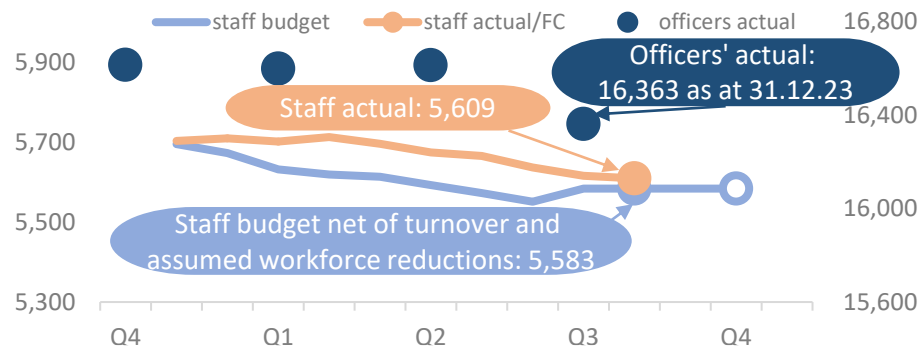 staff budget staff actual/FC officers actual
16,800
5,900
Officers' actual:
16,363 as at 31.12.23
Staff actual: 5,609
16,400
5,700
5,500
16,000
Staff budget net of turnover and
assumed workforce reductions: 5,583
5,300
15,600
Q4 Q1 Q2 Q3 Q4